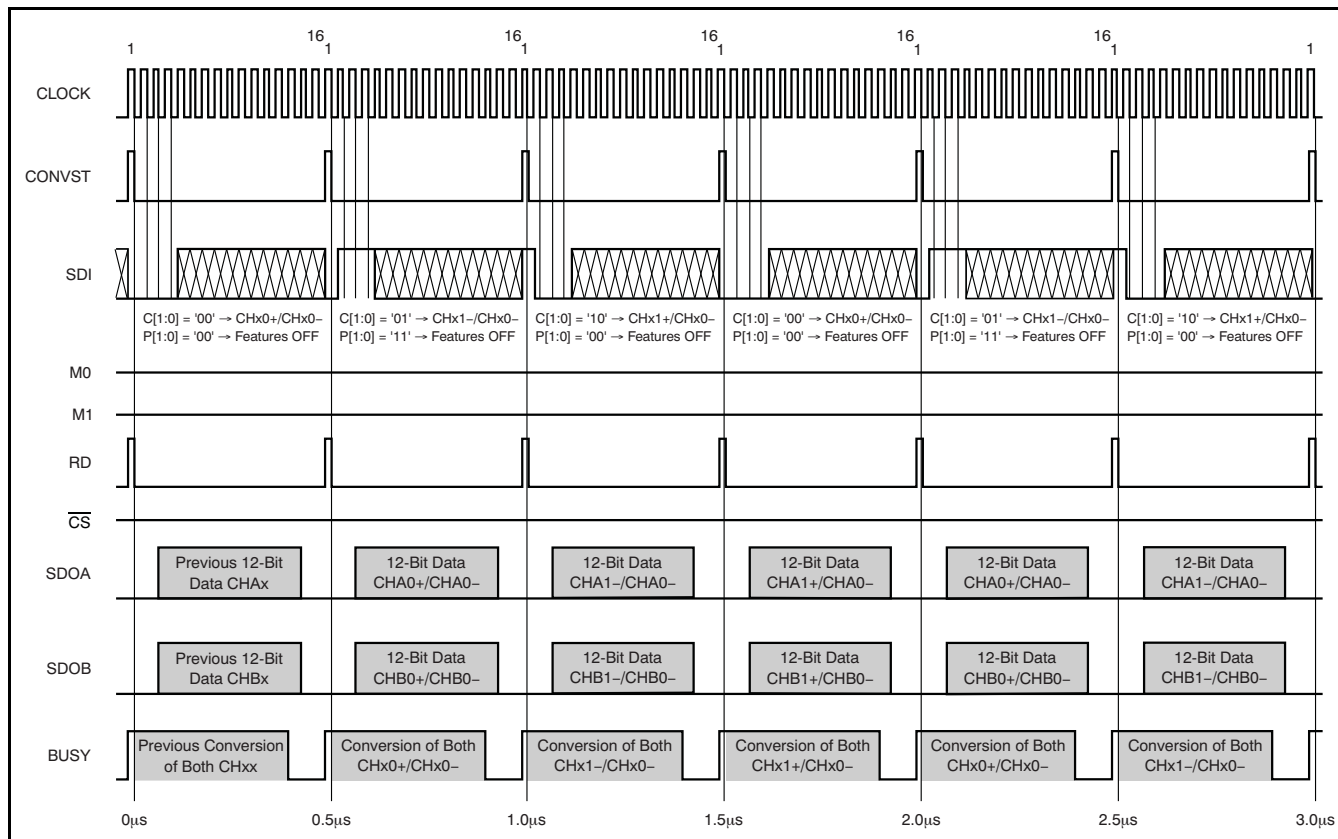 1 16 1 16 1 16 1 16 1 16 1 1
CLOCK
CONVST
SDI
C[1:0] = '00' → CHx0+/CHx0–
P[1:0] = '00' → Features OFF
C[1:0] = '01' → CHx1–/CHx0–
P[1:0] = '11' → Features OFF
C[1:0] = '10' → CHx1+/CHx0–
P[1:0] = '00' → Features OFF
C[1:0] = '00' → CHx0+/CHx0–
P[1:0] = '00' → Features OFF
C[1:0] = '01' → CHx1–/CHx0–
P[1:0] = '11' → Features OFF
C[1:0] = '10' → CHx1+/CHx0–
P[1:0] = '00' → Features OFF
M0
M1
RD
CS
SDOA
Previous 12-Bit
Data CHAx
12-Bit Data
CHA0+/CHA0–
12-Bit Data
CHA1–/CHA0–
12-Bit Data
CHA1+/CHA0–
12-Bit Data
CHA0+/CHA0–
12-Bit Data
CHA1–/CHA0–
SDOB
Previous 12-Bit
Data CHBx
12-Bit Data
CHB0+/CHB0–
12-Bit Data
CHB1–/CHB0–
12-Bit Data
CHB1+/CHB0–
12-Bit Data
CHB0+/CHB0–
12-Bit Data
CHB1–/CHB0–
BUSY
Previous Conversion
of Both CHxx
Conversion of Both
CHx0+/CHx0–
Conversion of Both
CHx1–/CHx0–
Conversion of Both
CHx1+/CHx0–
Conversion of Both
CHx0+/CHx0–
Conversion of Both
CHx1–/CHx0–
0μs 0.5μs 1.0μs 1.5μs 2.0μs 2.5μs 3.0μs